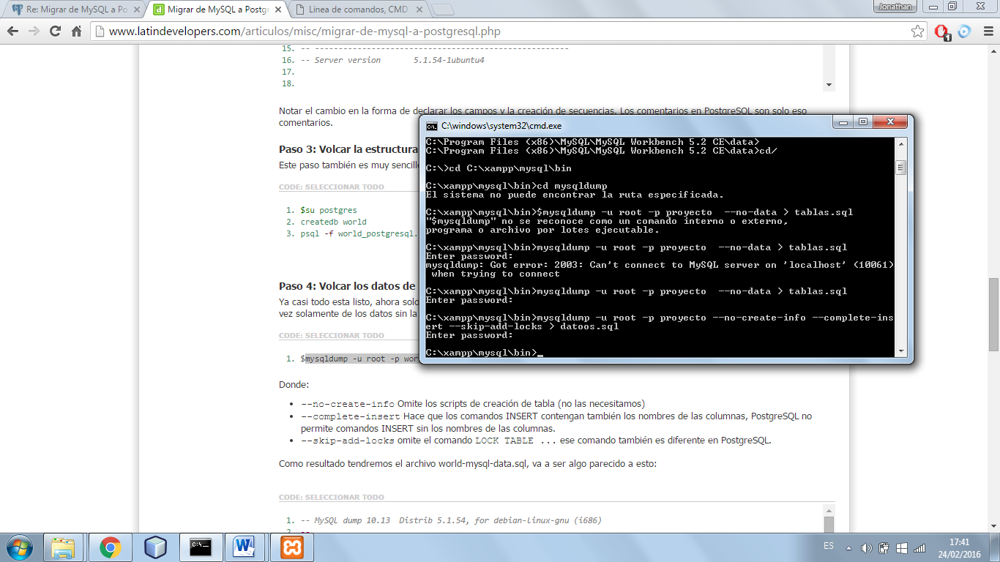 Re: Migrar de MySQL a Po
Migrar de MySQL a Postgr
Línea de comandos, CMD
Jonathan
www.latindevelopers.com/articulos/misc/migrar-de-mysql-a-postgresql.php
1
15. -- ----------------------------------------------------
16. -- Server version 5.1.54-1ubuntu4
17.
18.
Notar el cambio en la forma de declarar los campos y la creación de secuencias. Los comentarios en PostgreSQL son solo eso
comentarios.
Paso 3: Volcar la estructura
Este paso también es muy sencill
CODE: SELECCIONAR TODO
1. $su postgres
2. createdb world
3. psql -f world_postgresql.
Paso 4: Volcar los datos de
Ya casi todo esta listo, ahora solo
vez solamente de los datos sin la
CODE: SELECCIONAR TODO
1. $mysqldump -u root -p wor
C:\windows\system32\cmd.exe
C:\Program Files (x86)\MySQL\MySQL Workbench 5.2 CE\data>
C:\Program Files (x86)\MySQL\MySQL Workbench 5.2 CE\data>cd/
C:\>cd C:\xampp\mysql\bin
C:\xampp\mysql\bin>cd mysqldump
El sistema no puede encontrar la ruta especificada.
C:\xampp\mysql\bin>$mysqldump -u root -p proyecto  --no-data > tablas.sql
"$mysqldump" no se reconoce como un comando interno o externo,
programa o archivo por lotes ejecutable.
C:\xampp\mysql\bin>mysqldump -u root -p proyecto  --no-data > tablas.sql
Enter password:
mysqldump: Got error: 2003: Can't connect to MySQL server on 'localhost' (10061)
when trying to connect
C:\xampp\mysql\bin>mysqldump -u root -p proyecto  --no-data > tablas.sql
Enter password:
C:\xampp\mysql\bin>mysqldump -u root -p proyecto --no-create-info --complete-ins
ert --skip-add-locks > datoos.sql
Enter password:
C:\xampp\mysql\bin>_
Donde:
• --no-create-info Omite los scripts de creación de tabla (no las necesitamos)
• --complete-insert Hace que los comandos INSERT contengan también los nombres de las columnas, PostgreSQL no
permite comandos INSERT sin los nombres de las columnas.
• --skip-add-locks omite el comando LOCK TABLE ... ese comando también es diferente en PostgreSQL.
Como resultado tendremos el archivo world-mysql-data.sql, va a ser algo parecido a esto:
CODE: SELECCIONAR TODO
1. -- MySQL dump 10.13  Distrib 5.1.54, for debian-linux-gnu (i686)
2. --
ES
17:41
24/02/2016